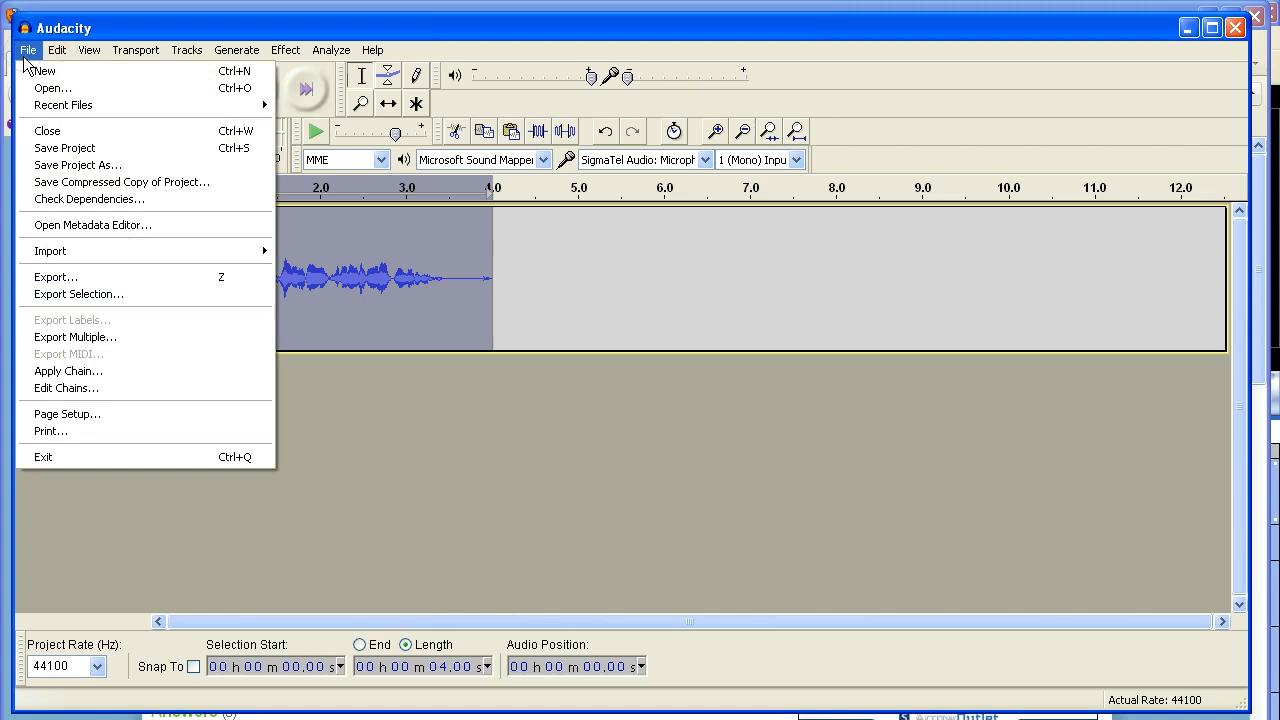 Audacity
File Edit View Transport Tracks Generate Effect Analyze Help
New Ctrl+N
Open... Ctrl+O
Recent Files
Close Ctrl+W
Save Project Ctrl+S
Save Project As...
Save Compressed Copy of Project...
Check Dependencies...
Open Metadata Editor...
Import
Export... Z
Export Selection...
Export Labels...
Export Multiple...
Export MIDI...
Apply Chain...
Edit Chains...
Page Setup...
Print...
Exit Ctrl+Q
MME Microsoft Sound Mapper SigmaTel Audio: Microph 1 (Mono) Input
2.0 3.0 4.0 5.0 6.0 7.0 8.0 9.0 10.0 11.0 12.0
Project Rate (Hz): Selection Start: End Length Audio Position:
44100 Snap To 00 h 00 m 00.00 s 00 h 00 m 04.00 s 00 h 00 m 00.00 s
Actual Rate: 44100